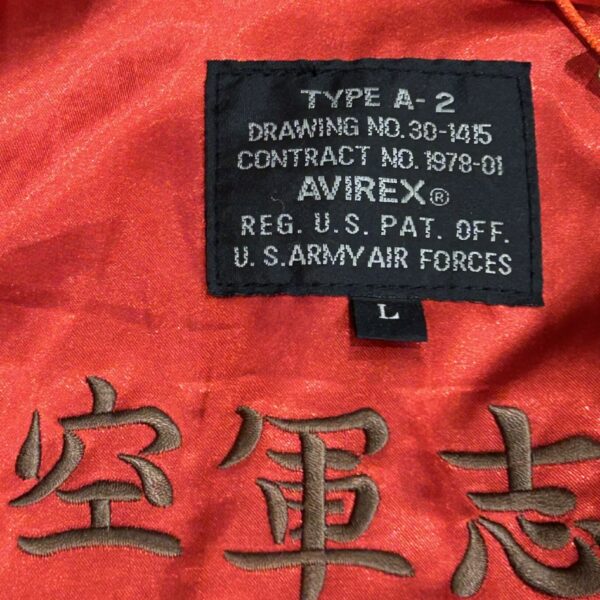 TYPE A-2
DRAWING NO. 30-1415
CONTRACT NO. 1978-01
AVIREX®
REG. U.S. PAT. OFF.
U.S.ARMY AIR FORCES
L
空軍志